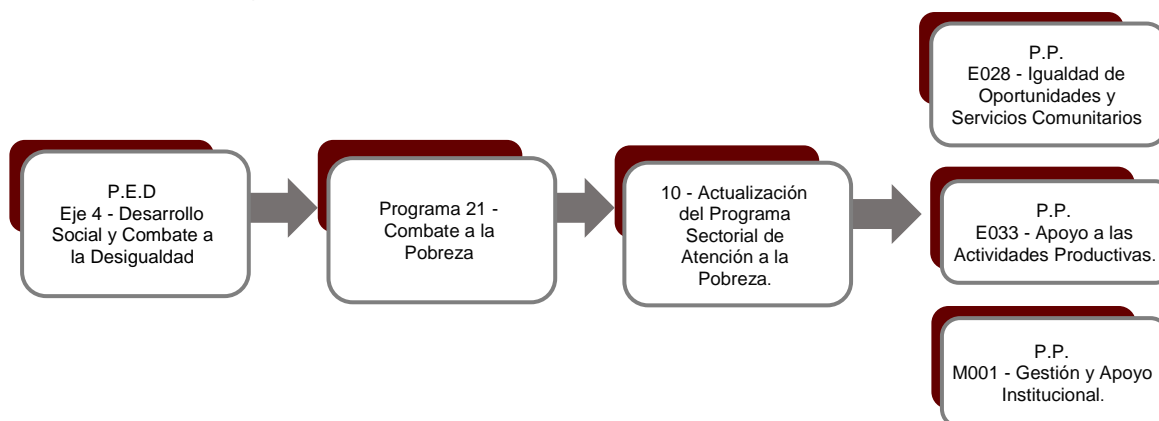 P.E.D
Eje 4 - Desarrollo
Social y Combate a
la Desigualdad
Programa 21 -
Combate a la
Pobreza
10 - Actualización
del Programa
Sectorial de
Atención a la
Pobreza.
P.P.
E028 - Igualdad de
Oportunidades y
Servicios Comunitarios
P.P.
E033 - Apoyo a las
Actividades Productivas.
P.P.
M001 - Gestión y Apoyo
Institucional.